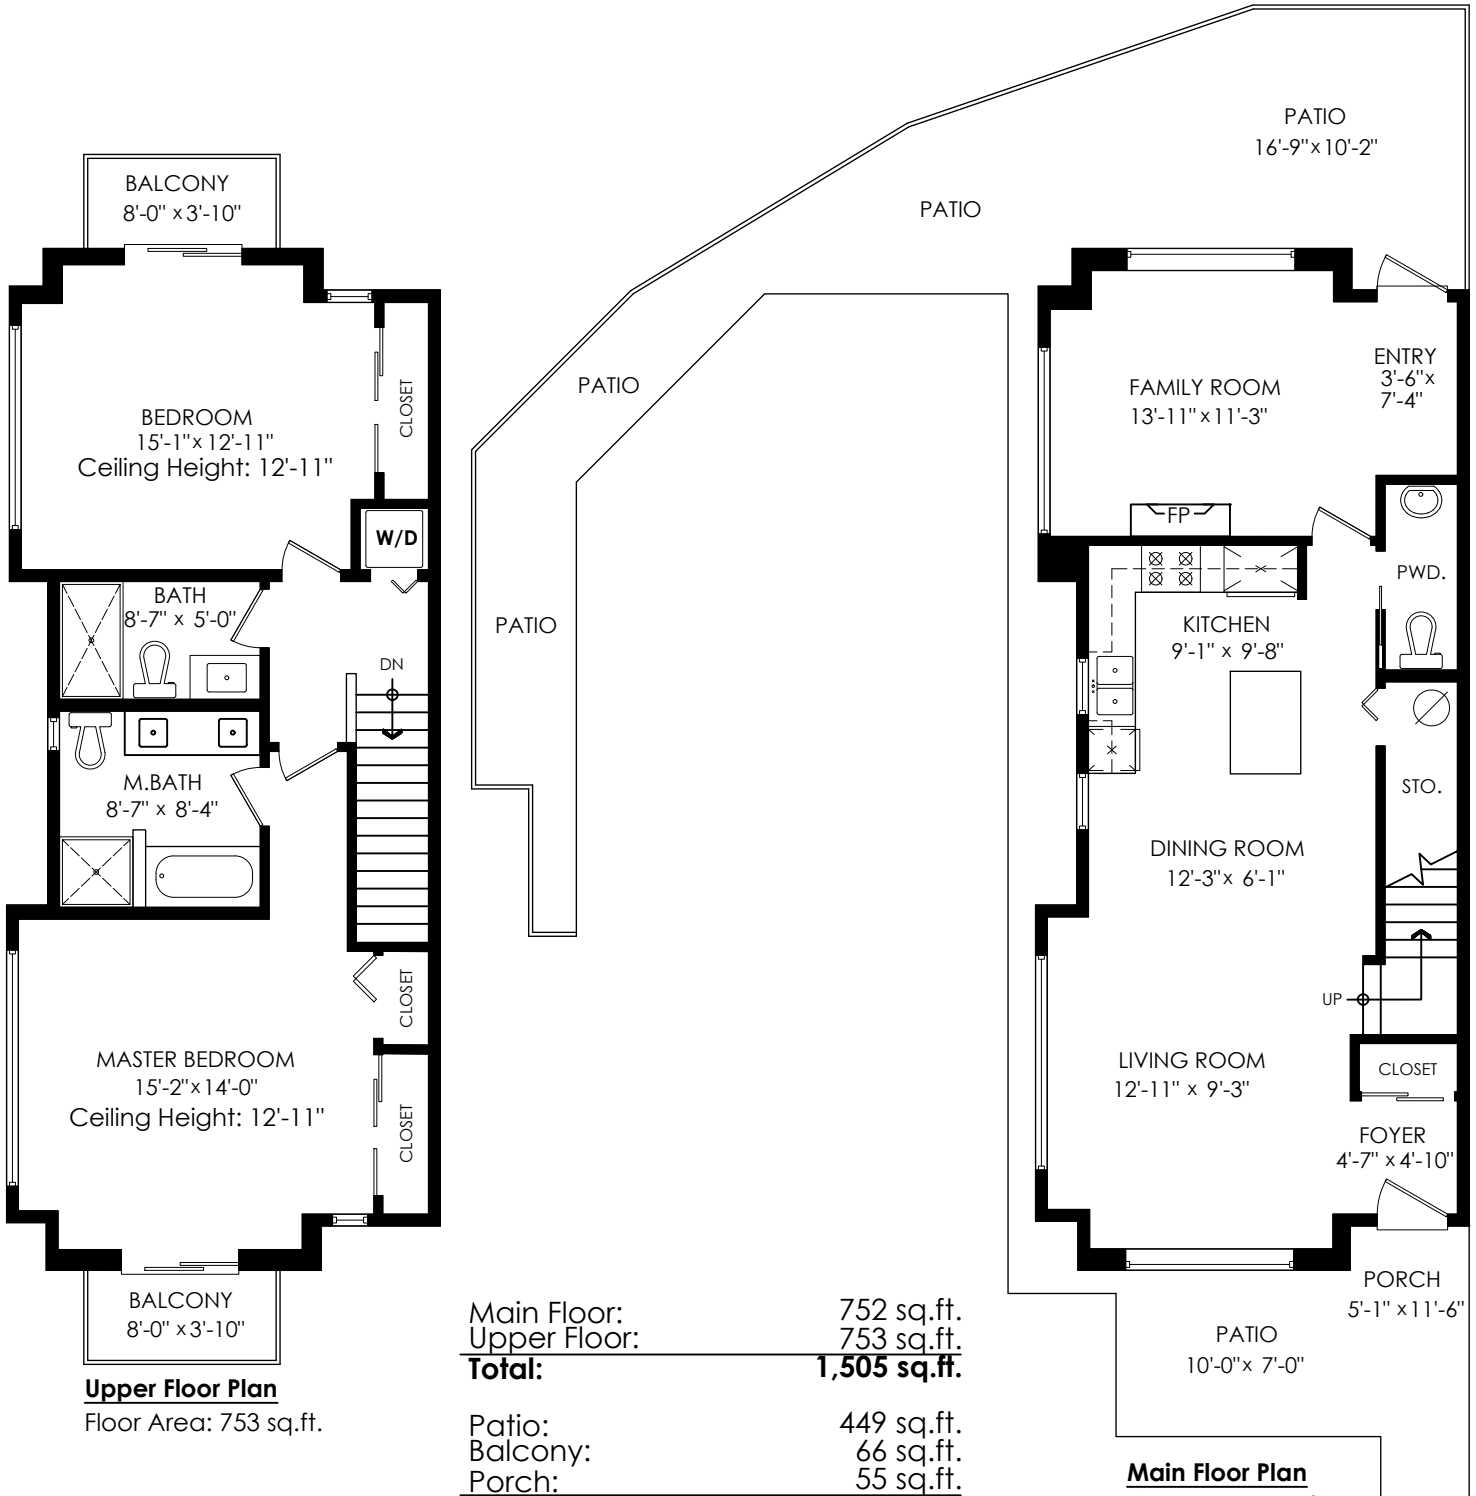 BALCONY
8'-0" x 3'-10"
BEDROOM
15'-1" x 12'-11"
Ceiling Height: 12'-11"
CLOSET
W/D
BATH
8'-7" x 5'-0"
DN
M.BATH
8'-7" x 8'-4"
CLOSET
MASTER BEDROOM
15'-2" x 14'-0"
Ceiling Height: 12'-11"
CLOSET
BALCONY
8'-0" x 3'-10"
Upper Floor Plan
Floor Area: 753 sq.ft.
PATIO
16'-9" x 10'-2"
PATIO
PATIO
PATIO
ENTRY
3'-6" x
7'-4"
FAMILY ROOM
13'-11" x 11'-3"
FP
PWD.
KITCHEN
9'-1" x 9'-8"
STO.
DINING ROOM
12'-3" x 6'-1"
UP
LIVING ROOM
12'-11" x 9'-3"
CLOSET
FOYER
4'-7" x 4'-10"
PORCH
5'-1" x 11'-6"
PATIO
10'-0" x 7'-0"
Main Floor Plan
Main Floor: 752 sq.ft.
Upper Floor: 753 sq.ft.
Total: 1,505 sq.ft.
Patio: 449 sq.ft.
Balcony: 66 sq.ft.
Porch: 55 sq.ft.